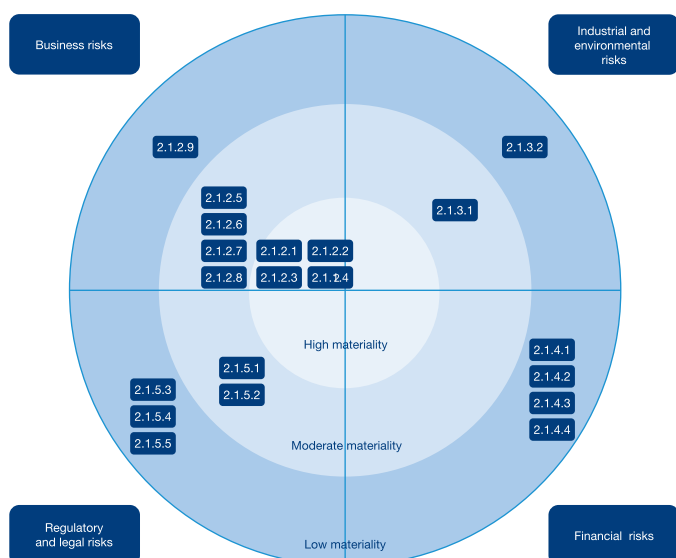 Business risks
Industrial and
environmental
risks
2.1.2.9
2.1.3.2
2.1.2.5
2.1.3.1
2.1.2.6
2.1.2.7
2.1.2.1
2.1.2.2
2.1.2.8
2.1.2.3
2.1.2.4
High materiality
2.1.4.1
2.1.5.1
2.1.4.2
2.1.5.3
2.1.5.2
2.1.4.3
2.1.5.4
2.1.4.4
2.1.5.5
Moderate materiality
Regulatory
and legal risks
Financial risks
Low materiality